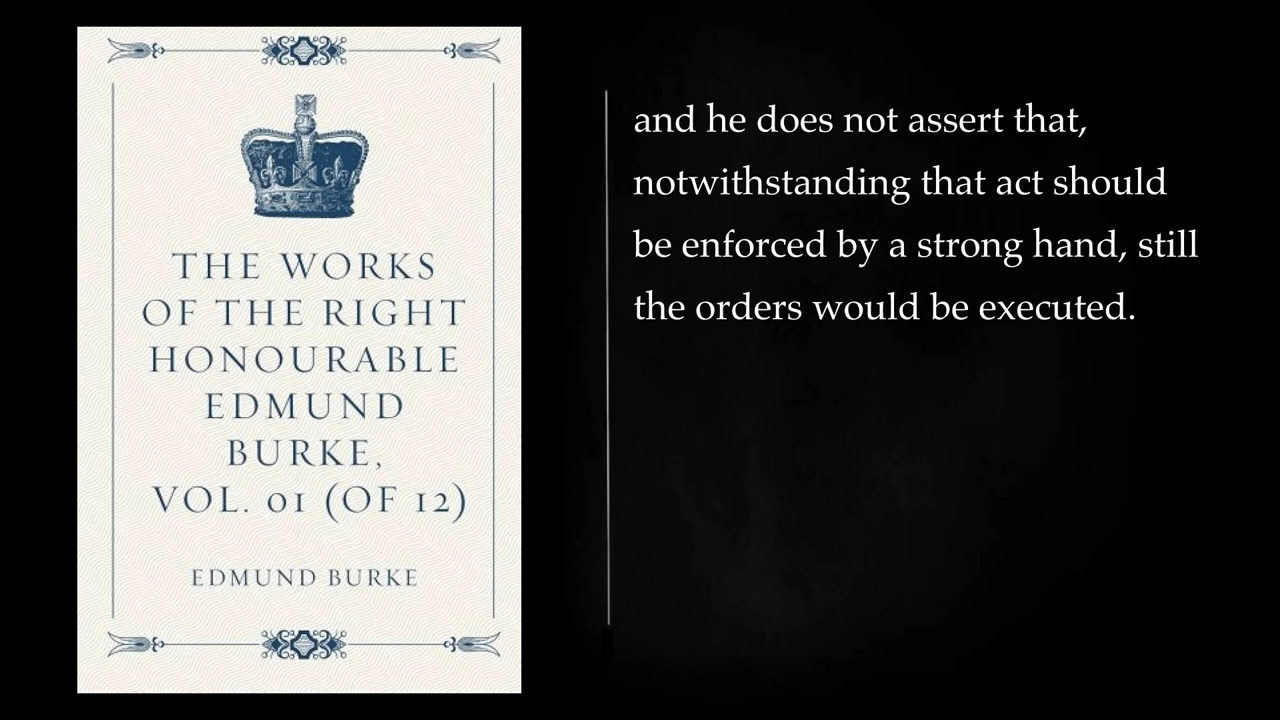 THE WORKS
OF THE RIGHT
HONOURABLE
EDMUND
BURKE,
VOL. 01 (OF 12)
EDMUND BURKE
and he does not assert that,
notwithstanding that act should
be enforced by a strong hand, still
the orders would be executed.